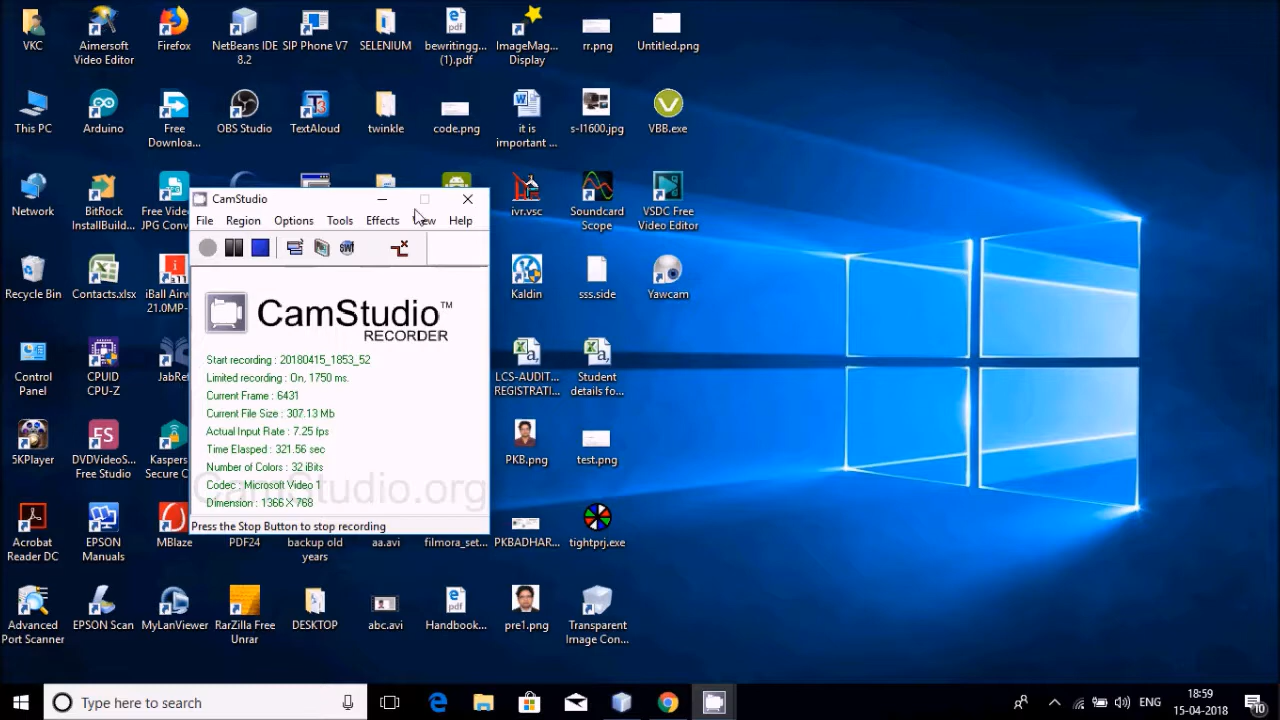 VKC
Aimersoft Video Editor
Firefox
NetBeans IDE 8.2
SIP Phone V7
SELENIUM
bewritingg... (1).pdf
ImageMag... Display
rr.png
Untitled.png
This PC
Arduino
Free Downloa...
OBS Studio
TextAloud
twinkle
code.png
it is important ...
s-l1600.jpg
VBB.exe
Network
BitRock InstallBuild...
Free Vide
JPG Conv
ivr.vsc
Soundcard Scope
VSDC Free Video Editor
CamStudio
File Region Options Tools Effects View Help
Recycle Bin
Contacts.xlsx
iBall Airw
21.0MP-
Kaldin
sss.side
Yawcam
CamStudio™
RECORDER
Start recording : 20180415_1853_52
Limited recording : On, 1750 ms.
Current Frame : 6431
Current File Size : 307.13 Mb
Actual Input Rate : 7.25 fps
Time Elasped : 321.56 sec
Number of Colors : 32 iBits
Codec : Microsoft Video 1
Dimension : 1366 X 768
CamStudio.org
Press the Stop Button to stop recording
Control Panel
CPUID CPU-Z
JabRef
LCS-AUDIT... REGISTRATI...
Student details fo...
5KPlayer
DVDVideoS... Free Studio
Kaspers
Secure C
PKB.png
test.png
Acrobat Reader DC
EPSON Manuals
MBlaze
PDF24
backup old years
aa.avi
filmora_set...
PKBADHAR...
tightprj.exe
Advanced Port Scanner
EPSON Scan
MyLanViewer
RarZilla Free Unrar
DESKTOP
abc.avi
Handbook...
pre1.png
Transparent Image Con...
Type here to search
ENG
18:59
15-04-2018
10